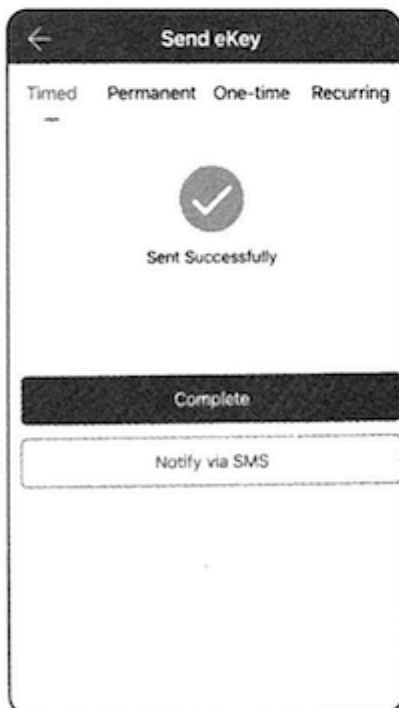 Send eKey
Timed Permanent One-time Recurring
Sent Successfully
Complete
Notify via SMS